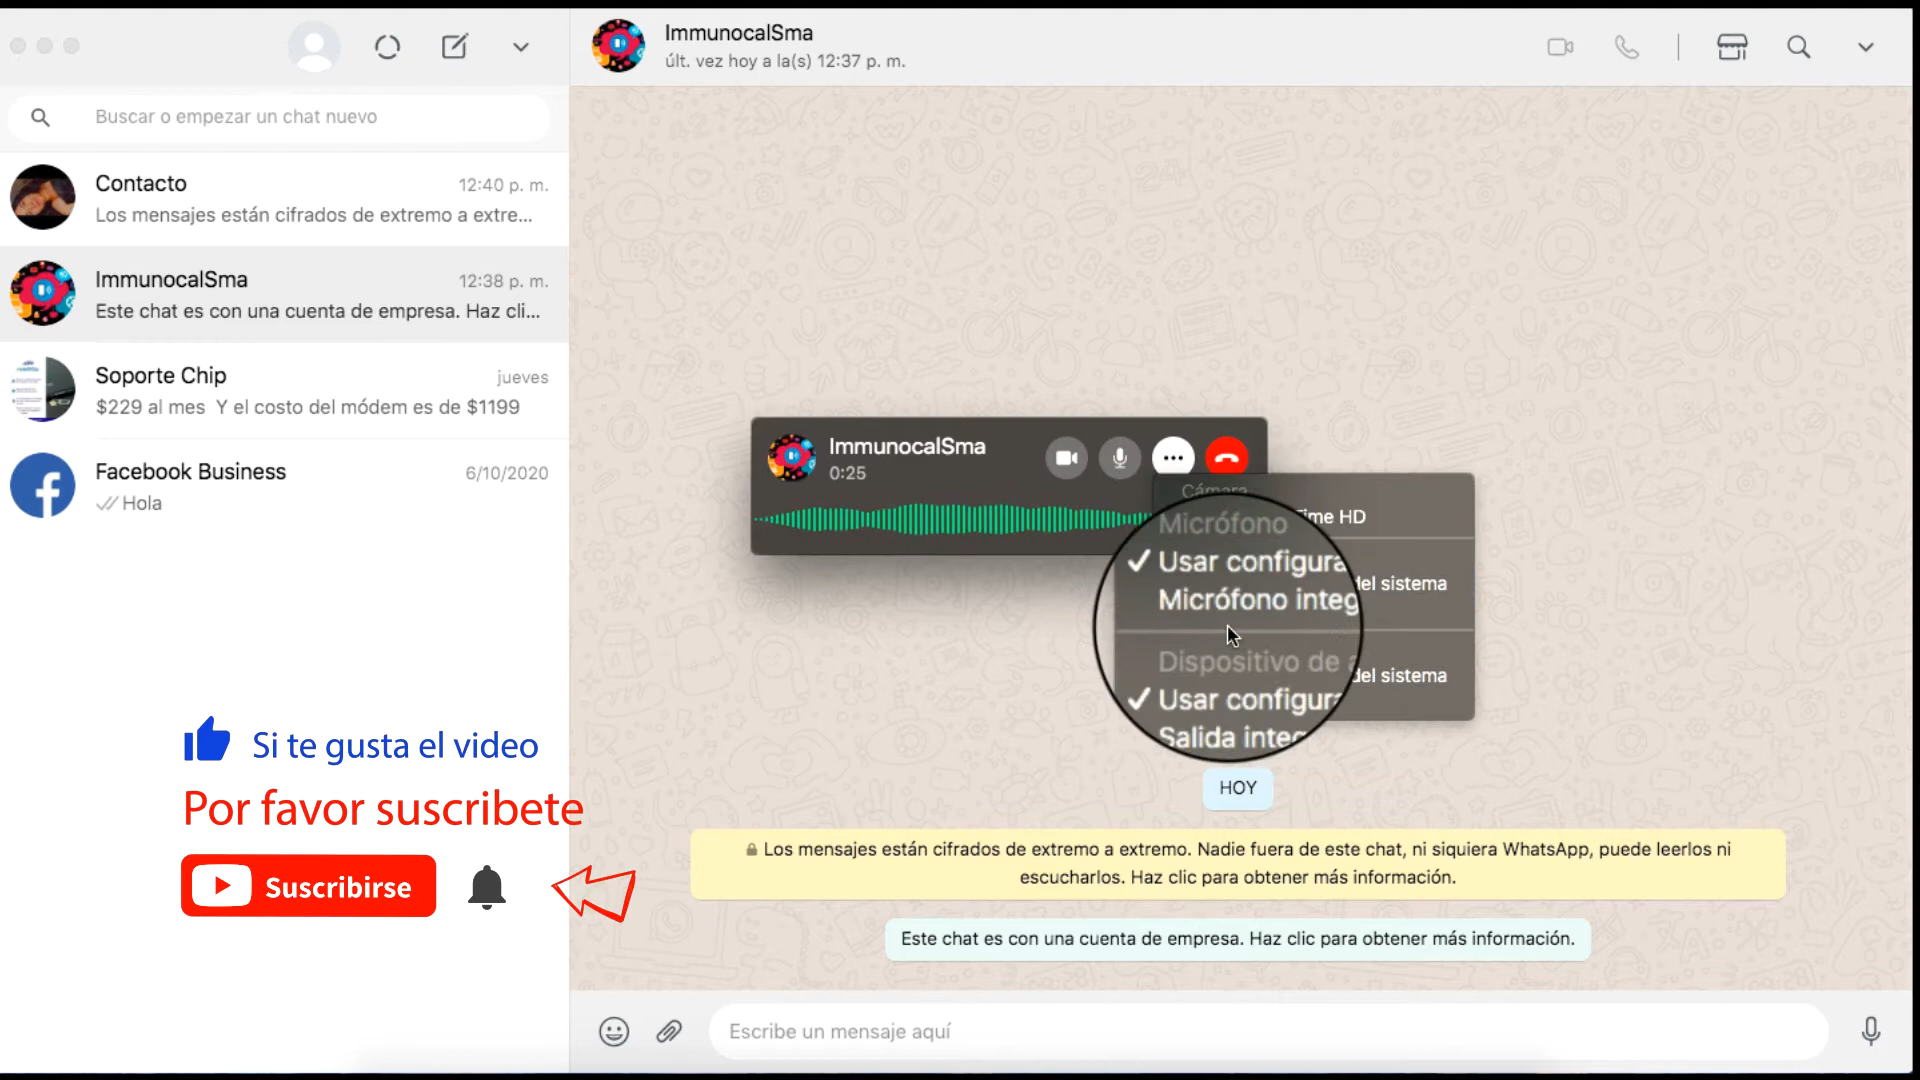 Buscar o empezar un chat nuevo
Contacto
12:40 p. m.
Los mensajes están cifrados de extremo a extre...
ImmunocalSma
12:38 p. m.
Este chat es con una cuenta de empresa. Haz cli...
Soporte Chip
jueves
$229 al mes Y el costo del módem es de $1199
Facebook Business
6/10/2020
Hola
Si te gusta el video
Por favor suscribete
Suscribirse
ImmunocalSma
últ. vez hoy a la(s) 12:37 p. m.
ImmunocalSma
0:25
Cámara
HD
Micrófono
Usar
del sistema
Micrófono
Dispositivo de
Usar
del sistema
Salida
HOY
Los mensajes están cifrados de extremo a extremo. Nadie fuera de este chat, ni siquiera WhatsApp, puede leerlos ni
escucharlos. Haz clic para obtener más información.
Este chat es con una cuenta de empresa. Haz clic para obtener más información.
Escribe un mensaje aquí